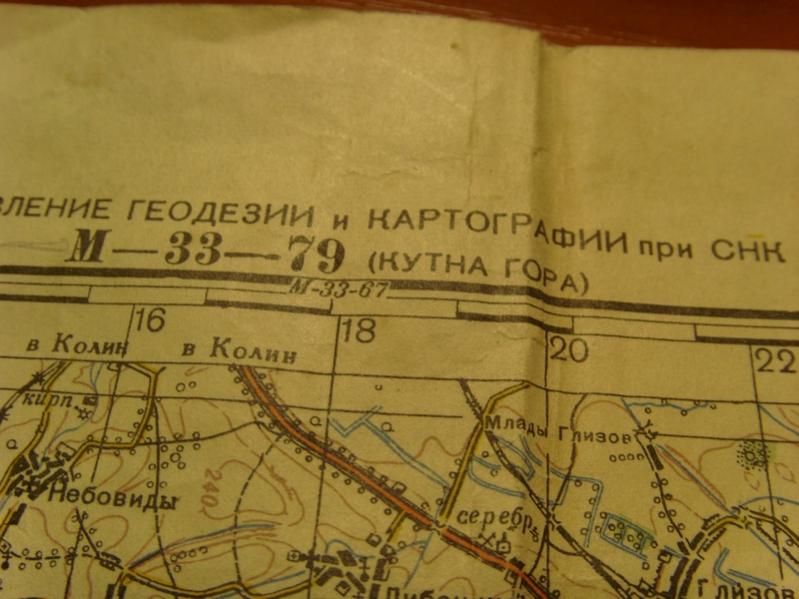 ВЛЕНИЕ ГЕОДЕЗИИ и КАРТОГРАФИИ при СНК
М—33—79 (КУТНА ГОРА)
М-33-67
16 18 20 22
в Колин в Колин
кирп.
Млады Глизов
Небовиды
240
серебр.
Глизов